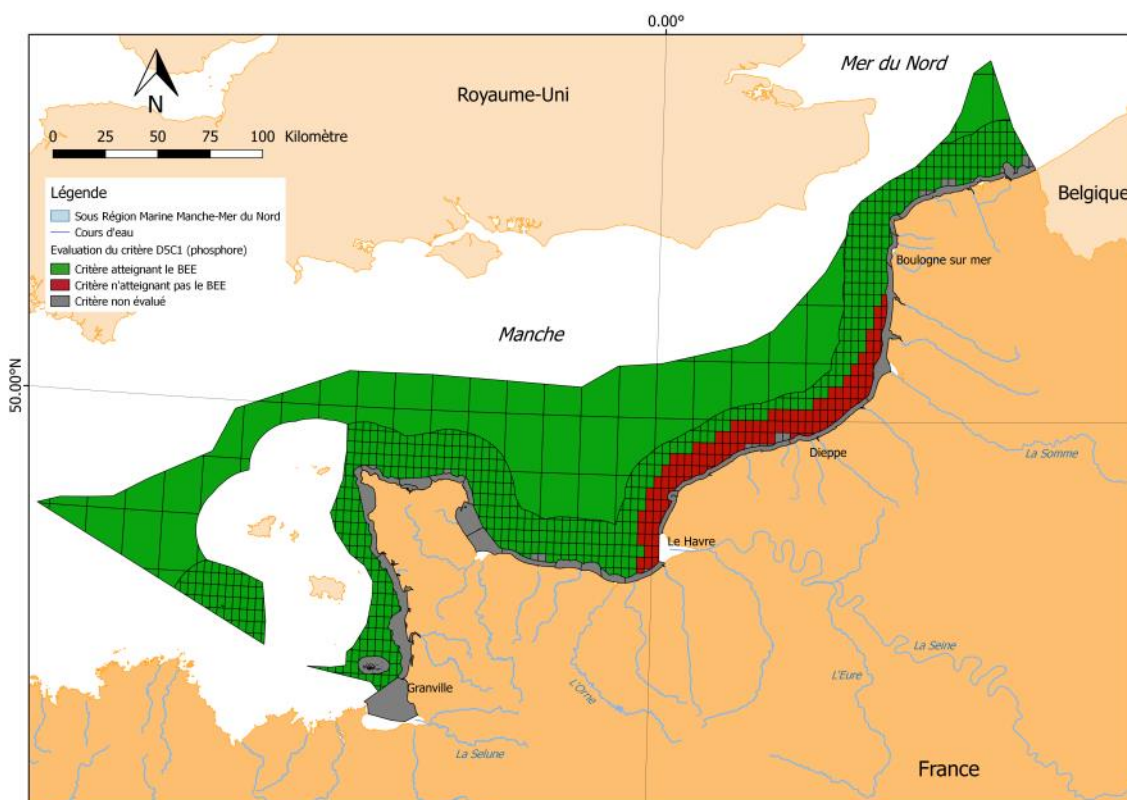 0.00°
Mer du Nord
Royaume-Uni
N
0 25 50 75 100 Kilomètre
Légende
Sous Région Marine Manche-Mer du Nord
Cours d'eau
Evaluation du critère D5C1 (phosphore)
Critère atteignant le BEE
Critère n'atteignant pas le BEE
Critère non évalué
Belgique
Boulogne sur mer
Manche
50.00°N
Dieppe
La Somme
Le Havre
La Seine
L'Eure
L'Orne
Granville
La Selune
France